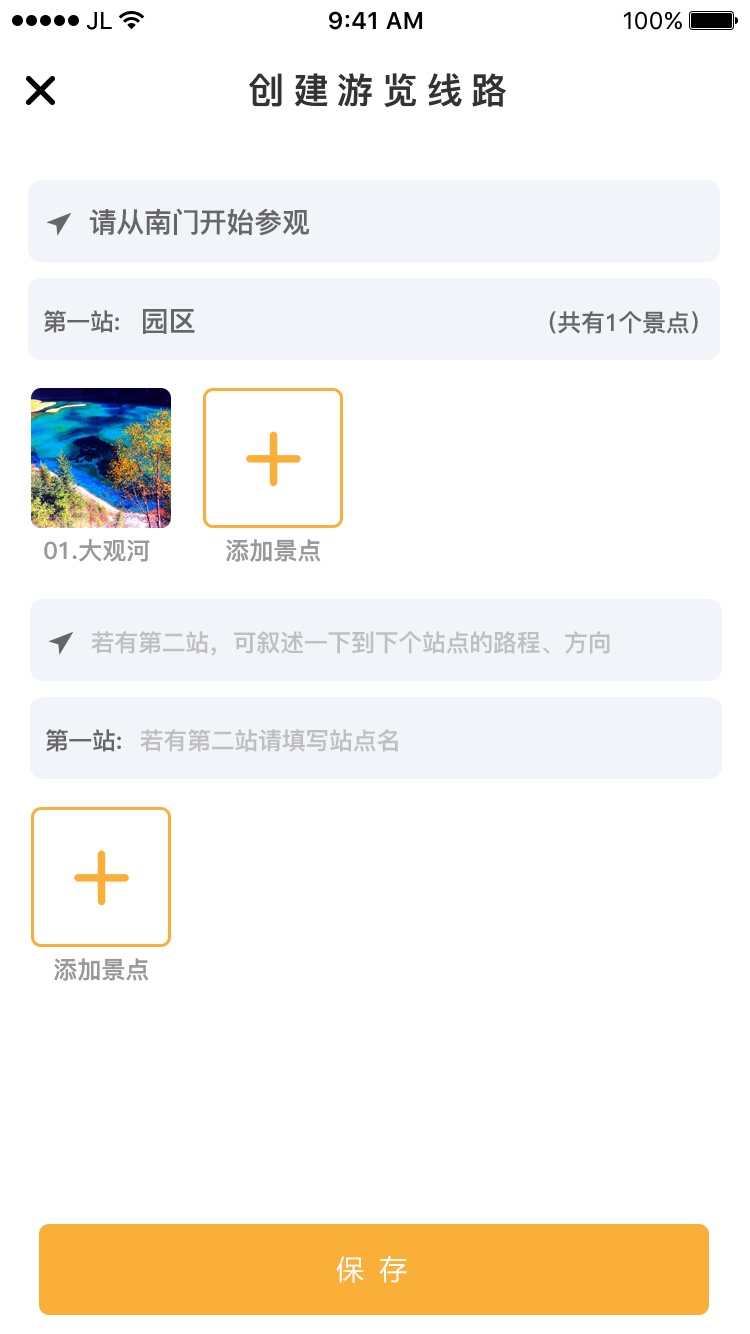 JL 9:41 AM 100%
创建游览线路
请从南门开始参观
第一站: 园区 (共有1个景点)
01.大观河 添加景点
若有第二站，可叙述一下到下个站点的路程、方向
第一站: 若有第二站请填写站点名
添加景点
保存